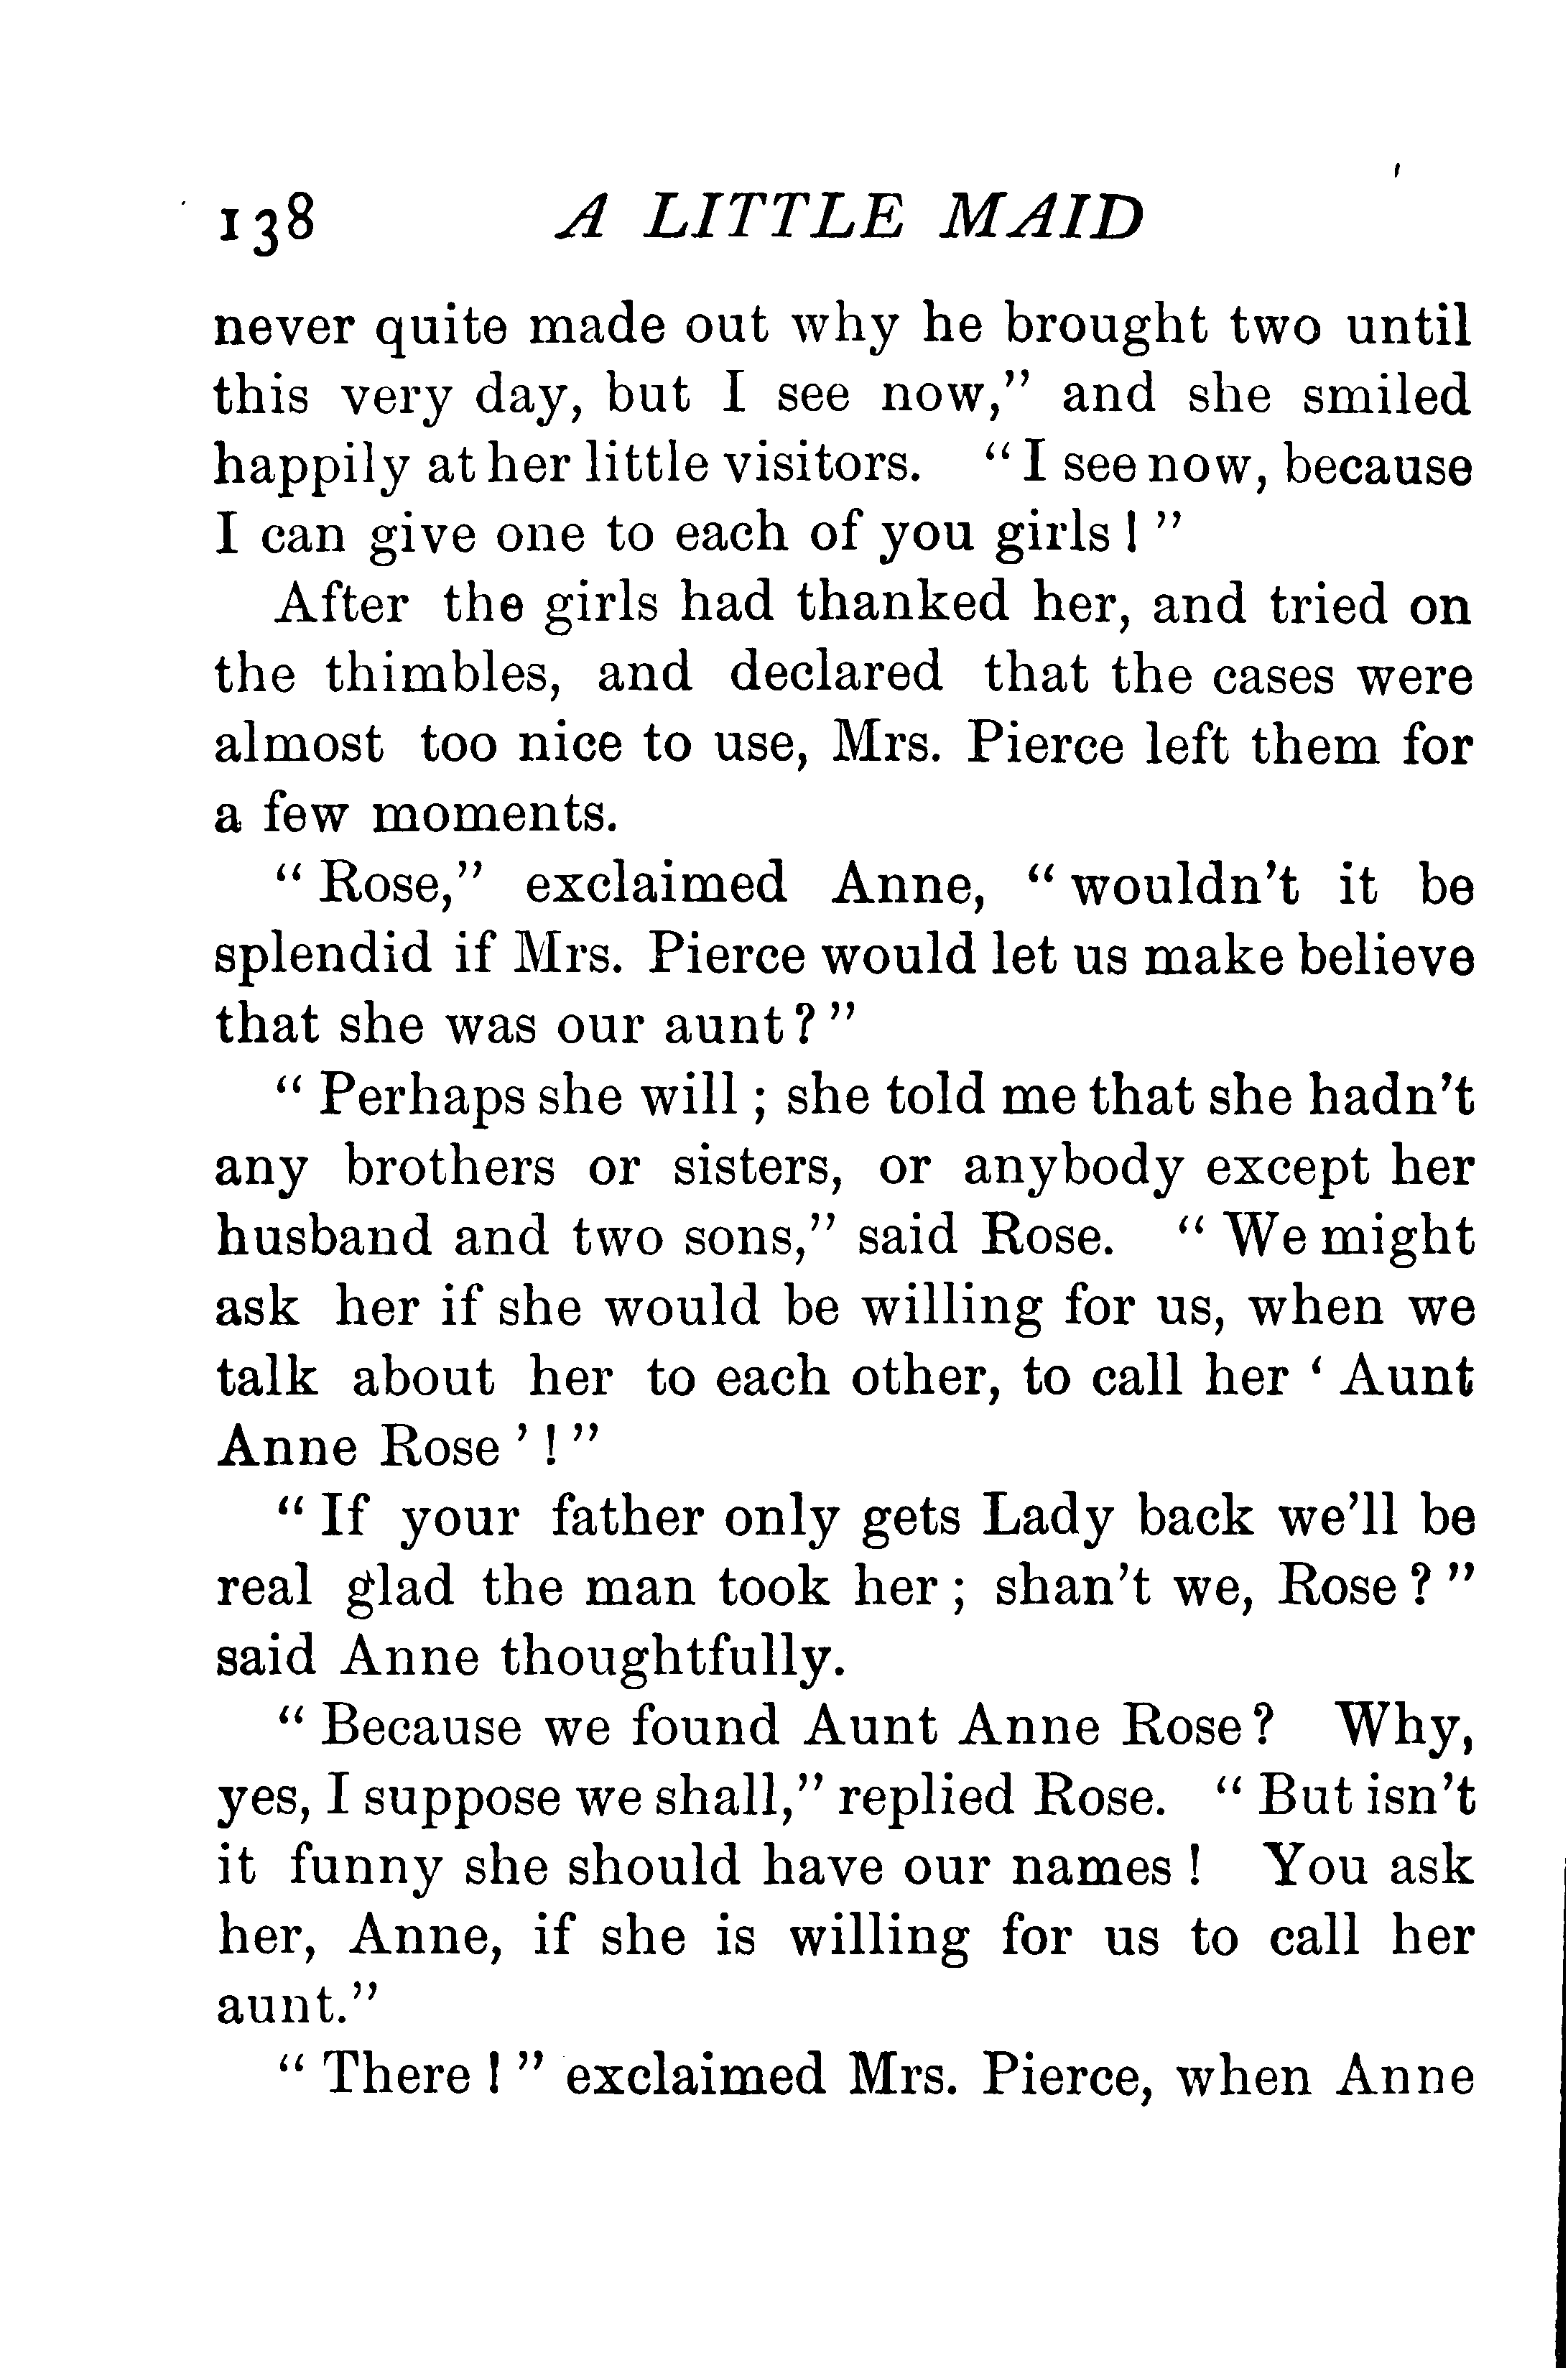 138 A LITTLE MAID
never quite made out why he brought two until
this very day, but I see now,” and she smiled
happily at her little visitors. “ I see now, because
I can give one to each of you girls ! ”
After the girls had thanked her, and tried on
the thimbles, and declared that the cases were
almost too nice to use, Mrs. Pierce left them for
a few moments.
“ Rose,” exclaimed Anne, “ wouldn’t it be
splendid if Mrs. Pierce would let us make believe
that she was our aunt ? ”
“ Perhaps she will ; she told me that she hadn’t
any brothers or sisters, or anybody except her
husband and two sons,” said Rose. “ We might
ask her if she would be willing for us, when we
talk about her to each other, to call her ‘ Aunt
Anne Rose ’ ! ”
“ If your father only gets Lady back we’ll be
real glad the man took her ; shan’t we, Rose ? ”
said Anne thoughtfully.
“ Because we found Aunt Anne Rose ? Why,
yes, I suppose we shall,” replied Rose. “ But isn’t
it funny she should have our names ! You ask
her, Anne, if she is willing for us to call her
aunt.”
“ There ! ” exclaimed Mrs. Pierce, when Anne